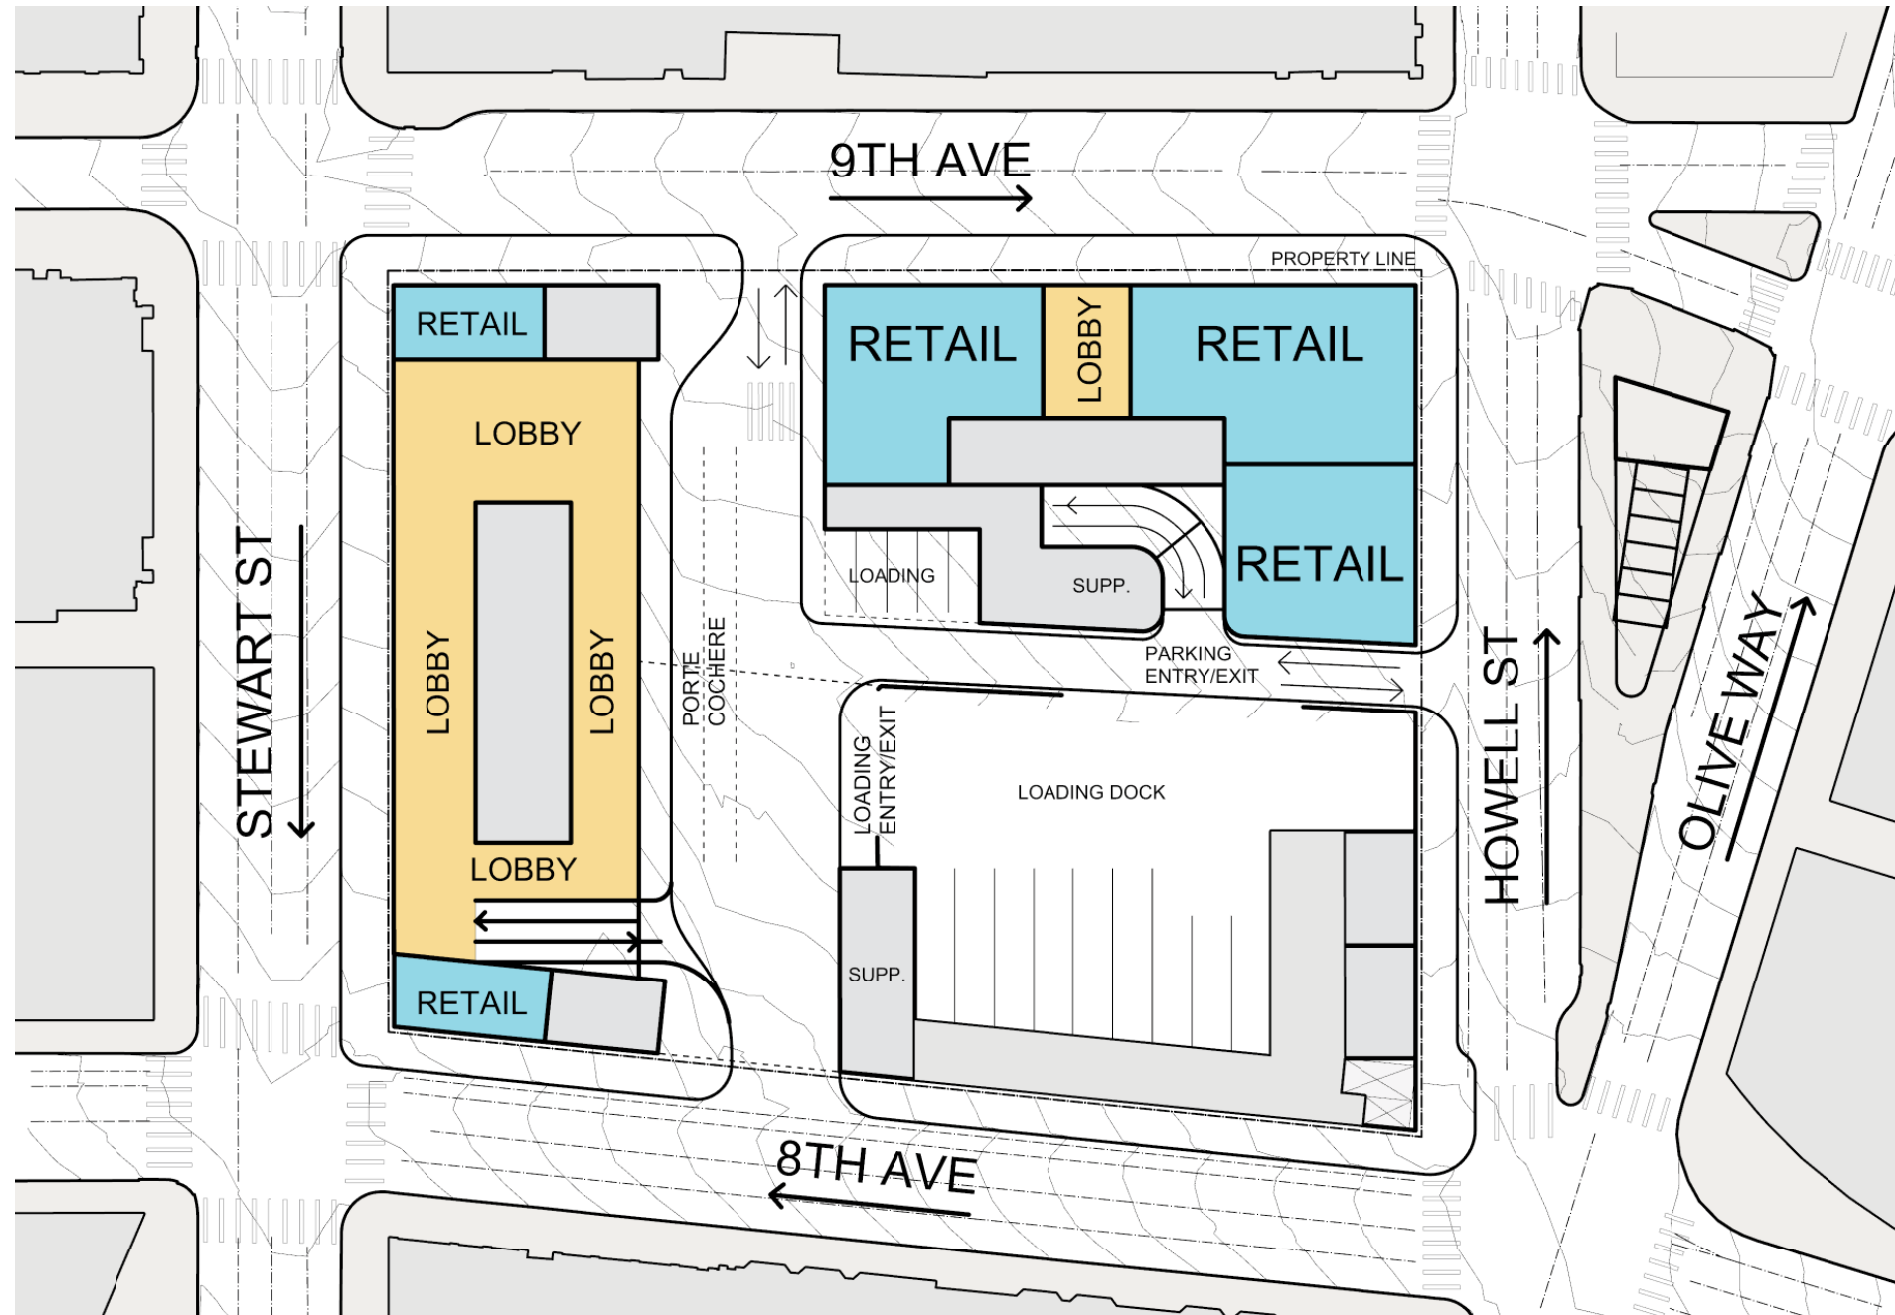 9TH AVE
PROPERTY LINE
RETAIL
RETAIL
LOBBY
RETAIL
LOBBY
RETAIL
LOADING
SUPP.
STEWART ST
LOBBY
LOBBY
PORTE
COCHERE
PARKING
ENTRY/EXIT
HOWELL ST
OLIVE WAY
LOADING
ENTRY/EXIT
LOADING DOCK
LOBBY
SUPP.
RETAIL
8TH AVE